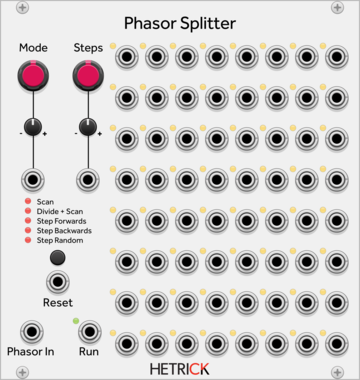 Phasor Splitter
Mode Steps
- + - +
Scan
Divide + Scan
Step Forwards
Step Backwards
Step Random
Reset
Phasor In Run
HETRICK